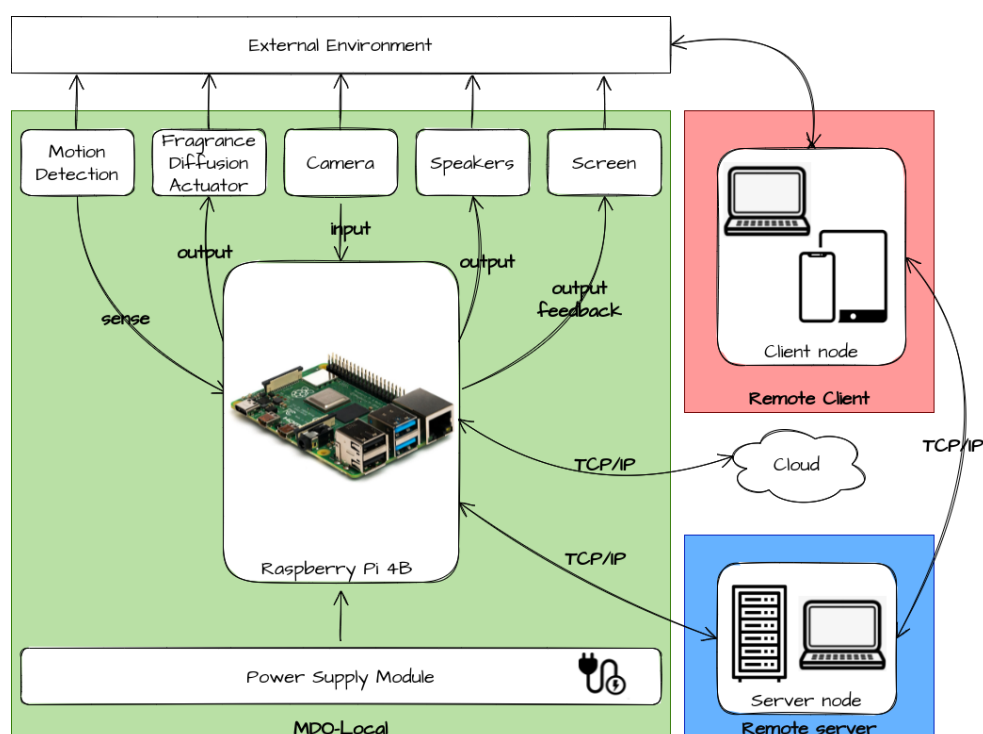 External Environment
Motion
Detection
Fragrance
Diffusion
Actuator
Camera
Speakers
Screen
output
input
output
sense
output
feedback
Client node
Remote Client
TCP/IP
Cloud
TCP/IP
TCP/IP
Raspberry Pi 4B
Power Supply Module
Server node
MDO-Local
Remote server